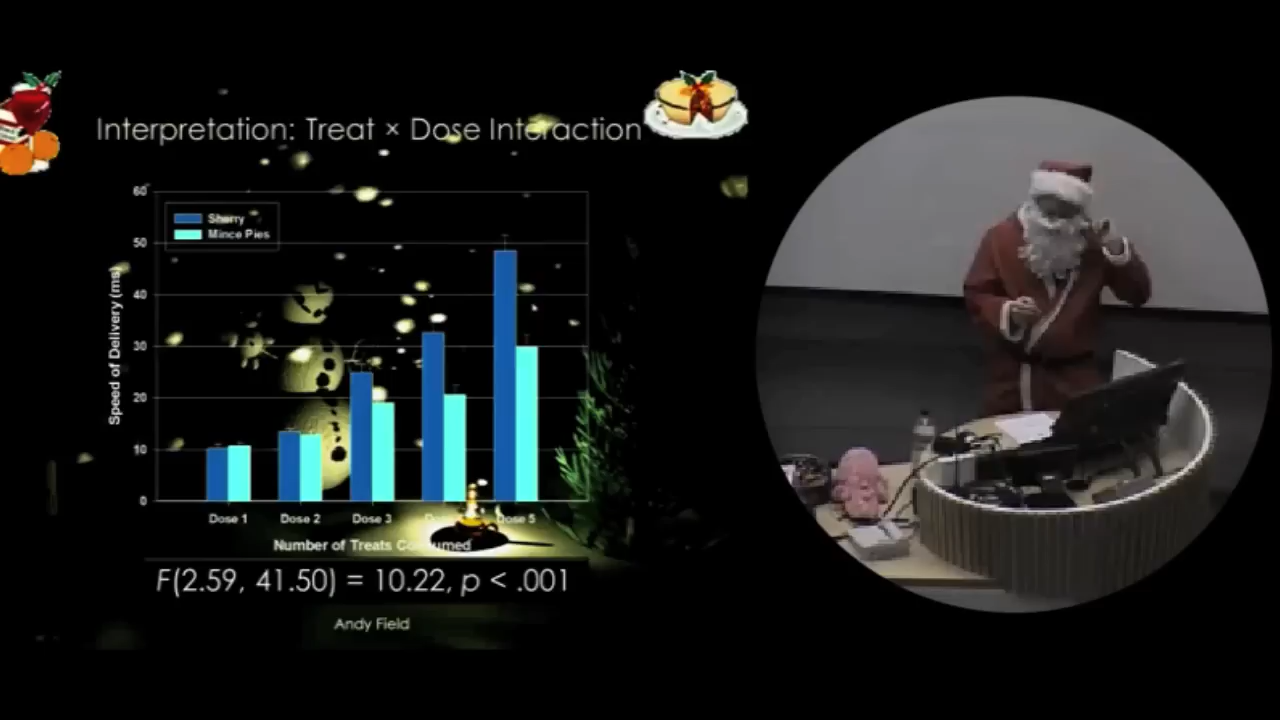 Interpretation: Treat × Dose Interaction
60
Sherry
Mince Pies
50
40
30
20
10
0
Speed of Delivery (ms)
Dose 1
Dose 2
Dose 3
Dose 5
Number of Treats Consumed
F(2.59, 41.50) = 10.22, p < .001
Andy Field